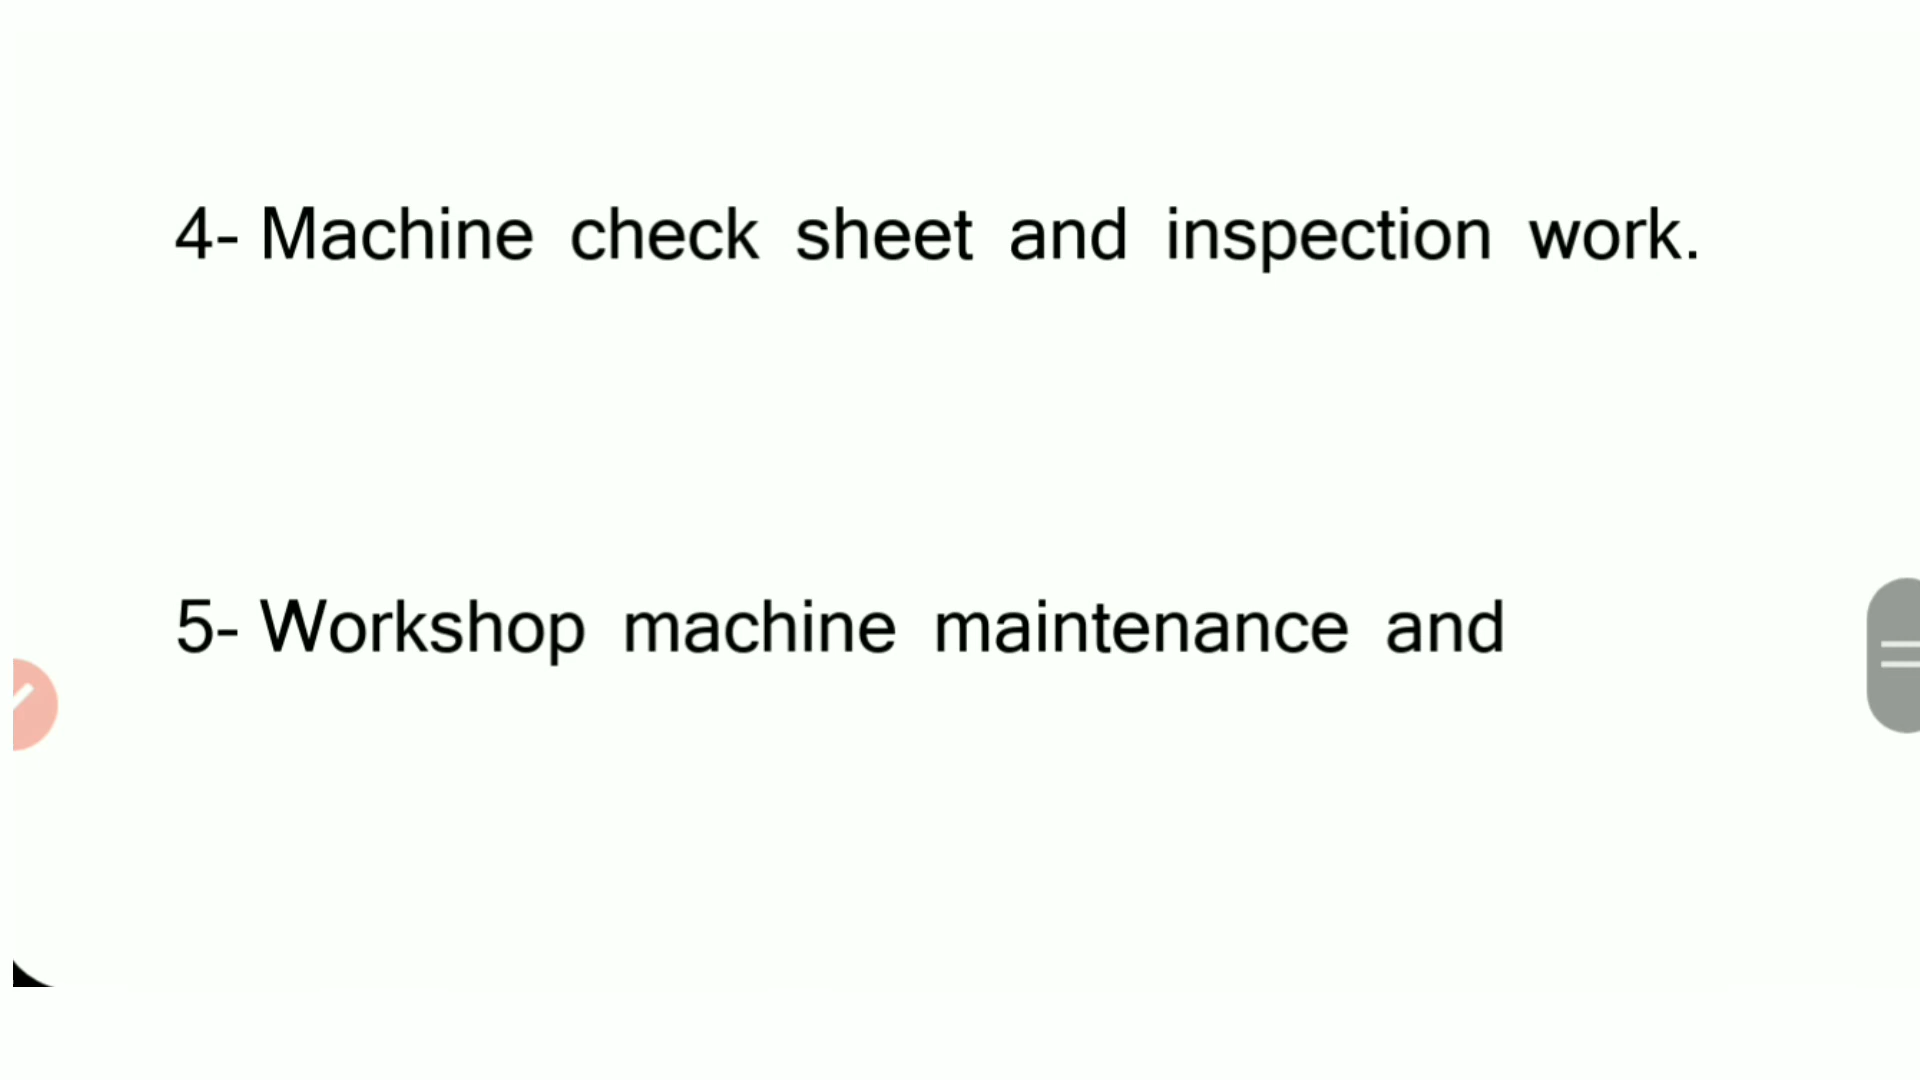 4- Machine check sheet and inspection work.
5- Workshop machine maintenance and